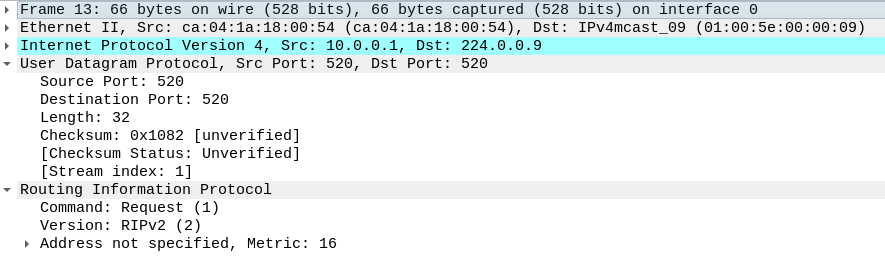 Frame 13: 66 bytes on wire (528 bits), 66 bytes captured (528 bits) on interface 0
Ethernet II, Src: ca:04:1a:18:00:54 (ca:04:1a:18:00:54), Dst: IPv4mcast_09 (01:00:5e:00:00:09)
Internet Protocol Version 4, Src: 10.0.0.1, Dst: 224.0.0.9
User Datagram Protocol, Src Port: 520, Dst Port: 520
Source Port: 520
Destination Port: 520
Length: 32
Checksum: 0x1082 [unverified]
[Checksum Status: Unverified]
[Stream index: 1]
Routing Information Protocol
Command: Request (1)
Version: RIPv2 (2)
Address not specified, Metric: 16